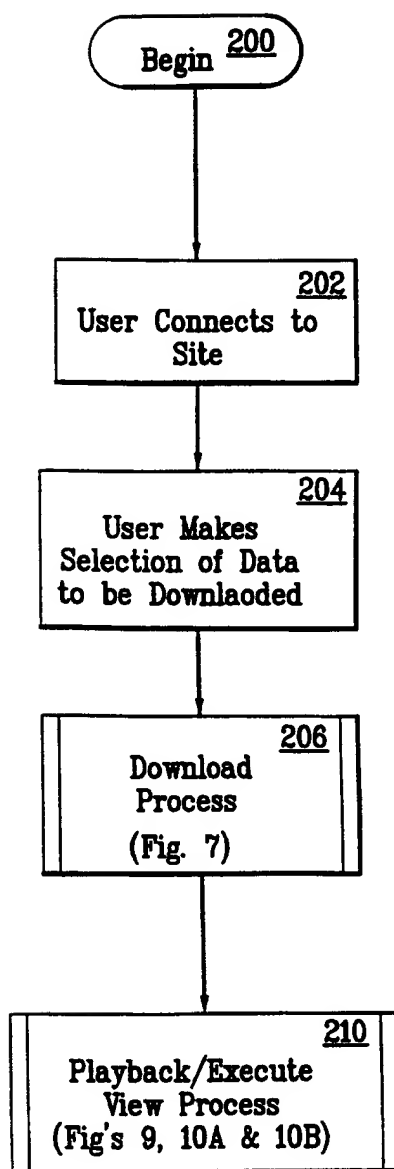 Begin 200
202
User Connects to
Site
204
User Makes
Selection of Data
to be Downlaoded
206
Download
Process
(Fig. 7)
210
Playback/Execute
View Process
(Fig's 9, 10A & 10B)